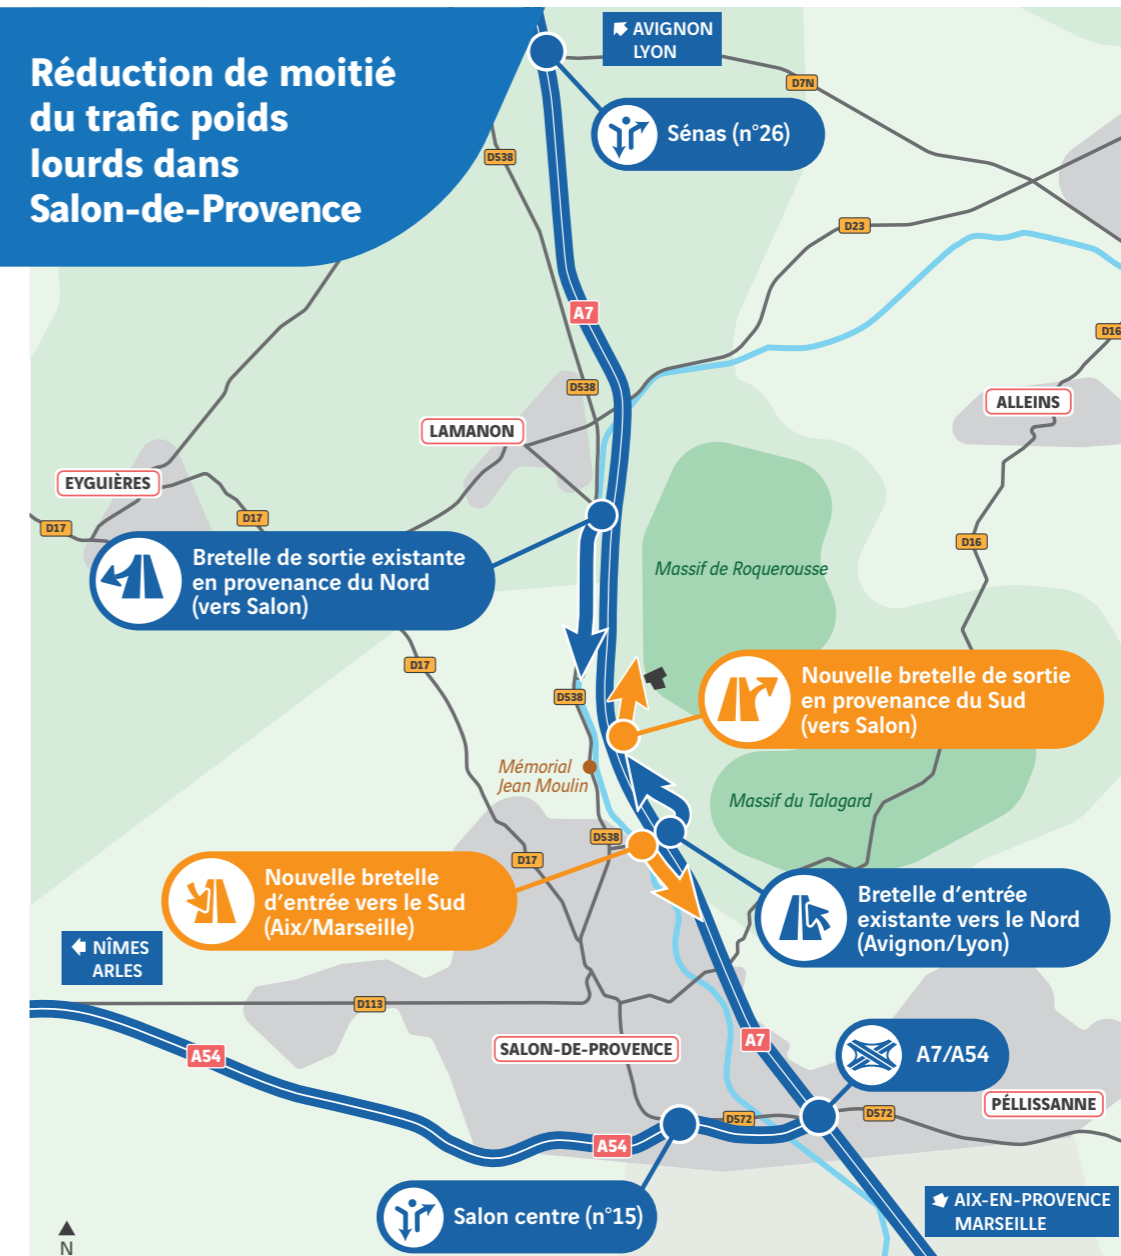 Réduction de moitié
du trafic poids
lourds dans
Salon-de-Provence
AVIGNON
LYON
D7N
Sénas (n°26)
D538
D23
A7
D16
D538
ALLEINS
LAMANON
EYGUIÈRES
D17
D17
D16
Bretelle de sortie existante
en provenance du Nord
(vers Salon)
Massif de Roquerousse
D17
Nouvelle bretelle de sortie
en provenance du Sud
(vers Salon)
D538
Mémorial
Jean Moulin
Massif du Talagard
D538
D17
Nouvelle bretelle
d'entrée vers le Sud
(Aix/Marseille)
Bretelle d'entrée
existante vers le Nord
(Avignon/Lyon)
NÎMES
ARLES
D113
A54
SALON-DE-PROVENCE
A7
A7/A54
PÉLLISSANNE
D572
D572
A54
Salon centre (n°15)
AIX-EN-PROVENCE
MARSEILLE
N